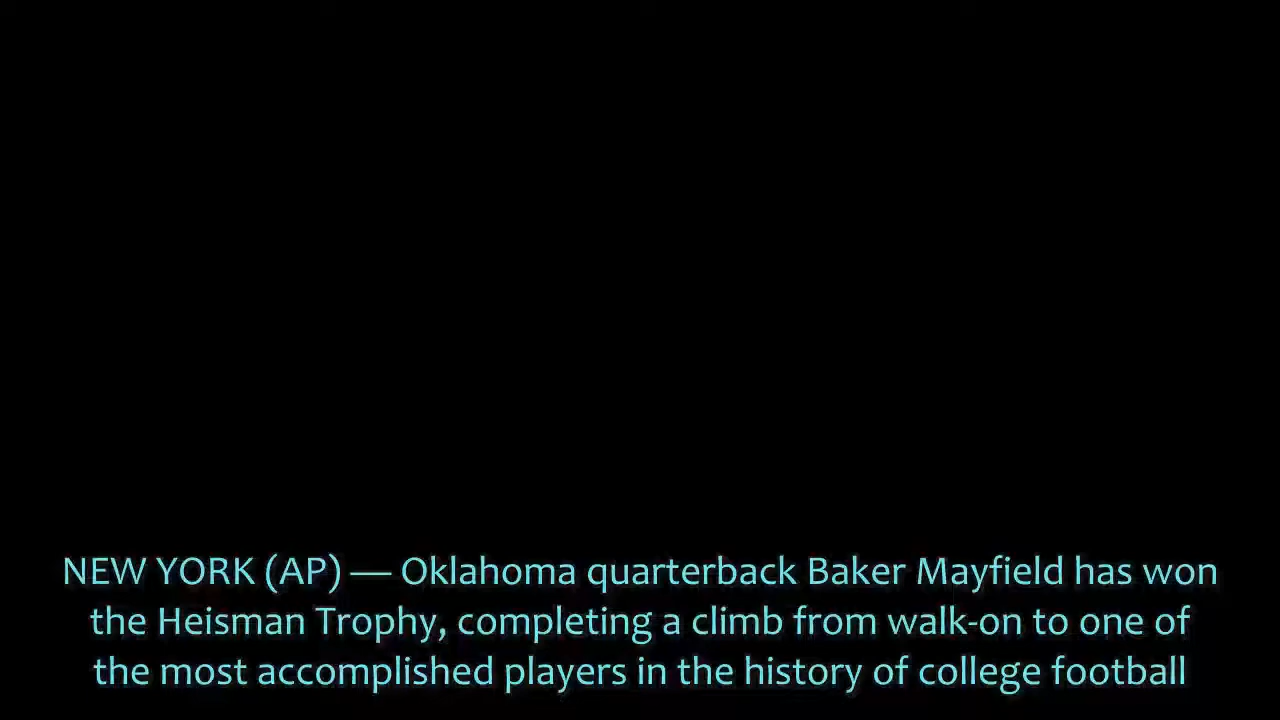 NEW YORK (AP) — Oklahoma quarterback Baker Mayfield has won
the Heisman Trophy, completing a climb from walk-on to one of
the most accomplished players in the history of college football